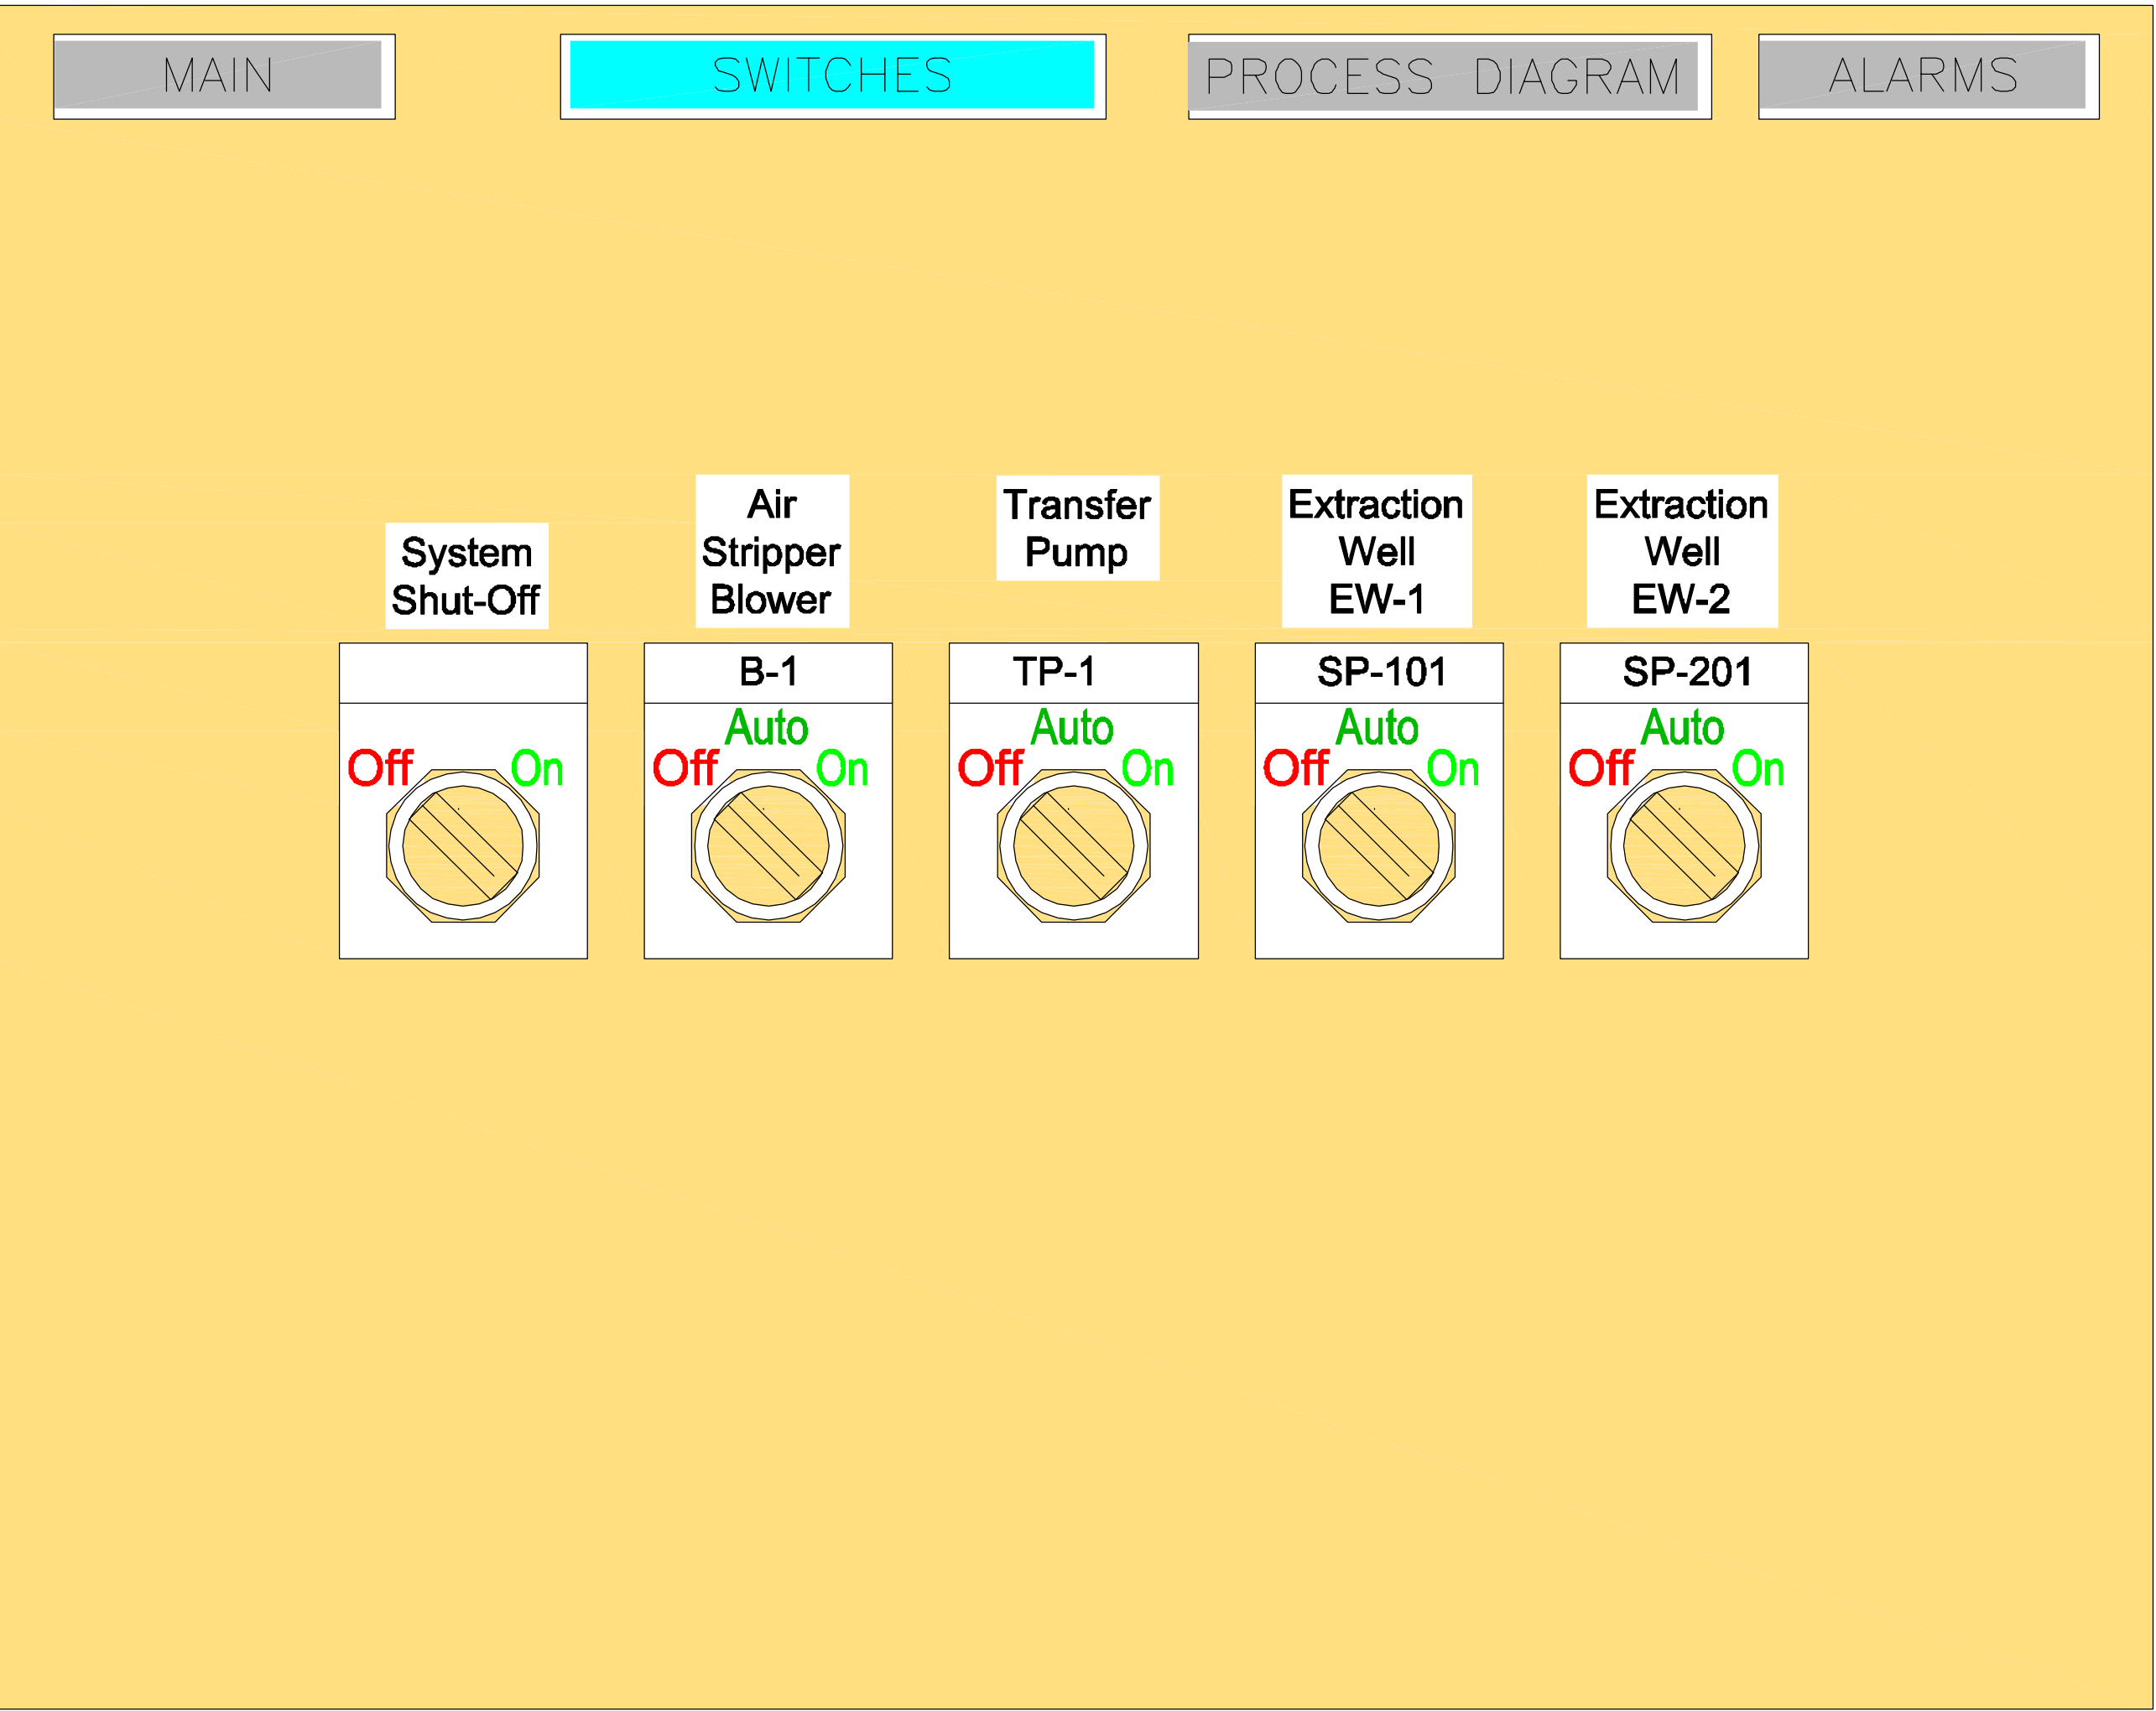 MAIN
SWITCHES
PROCESS DIAGRAM
ALARMS
System
Shut-Off
Air
Stripper
Blower
Transfer
Pump
Extraction
Well
EW-1
Extraction
Well
EW-2
Off
On
B-1
Auto
Off
On
TP-1
Auto
Off
On
SP-101
Auto
Off
On
SP-201
Auto
Off
On